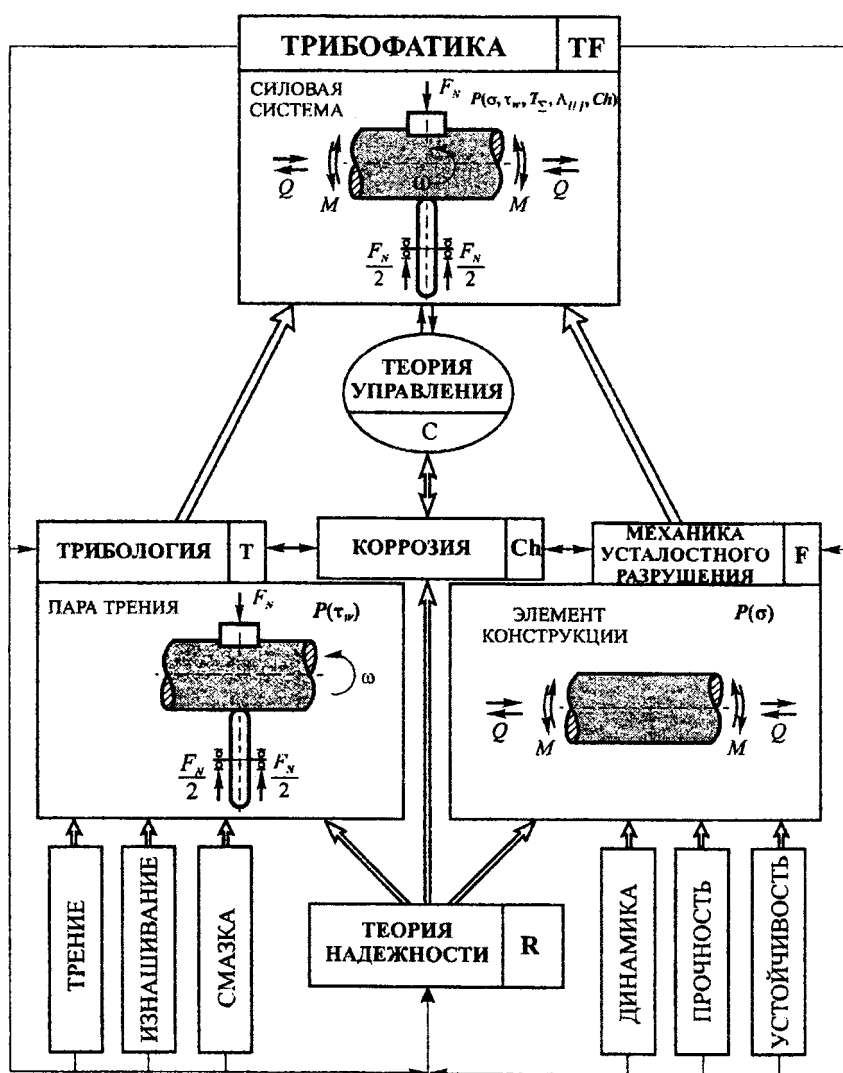 ТРИБОФАТИКА TF
СИЛОВАЯ
СИСТЕМА
F_N
P(σ, τ_w, T_Σ, Λ_{//}, Ch)
ω
Q M M Q
F_N/2 F_N/2
ТЕОРИЯ
УПРАВЛЕНИЯ
C
ТРИБОЛОГИЯ T
КОРРОЗИЯ Ch
МЕХАНИКА
УСТАЛОСТНОГО
РАЗРУШЕНИЯ F
ПАРА ТРЕНИЯ
F_N
P(τ_w)
ω
F_N/2 F_N/2
ЭЛЕМЕНТ
КОНСТРУКЦИИ
P(σ)
Q M M Q
ТРЕНИЕ
ИЗНАШИВАНИЕ
СМАЗКА
ТЕОРИЯ
НАДЕЖНОСТИ R
ДИНАМИКА
ПРОЧНОСТЬ
УСТОЙЧИВОСТЬ